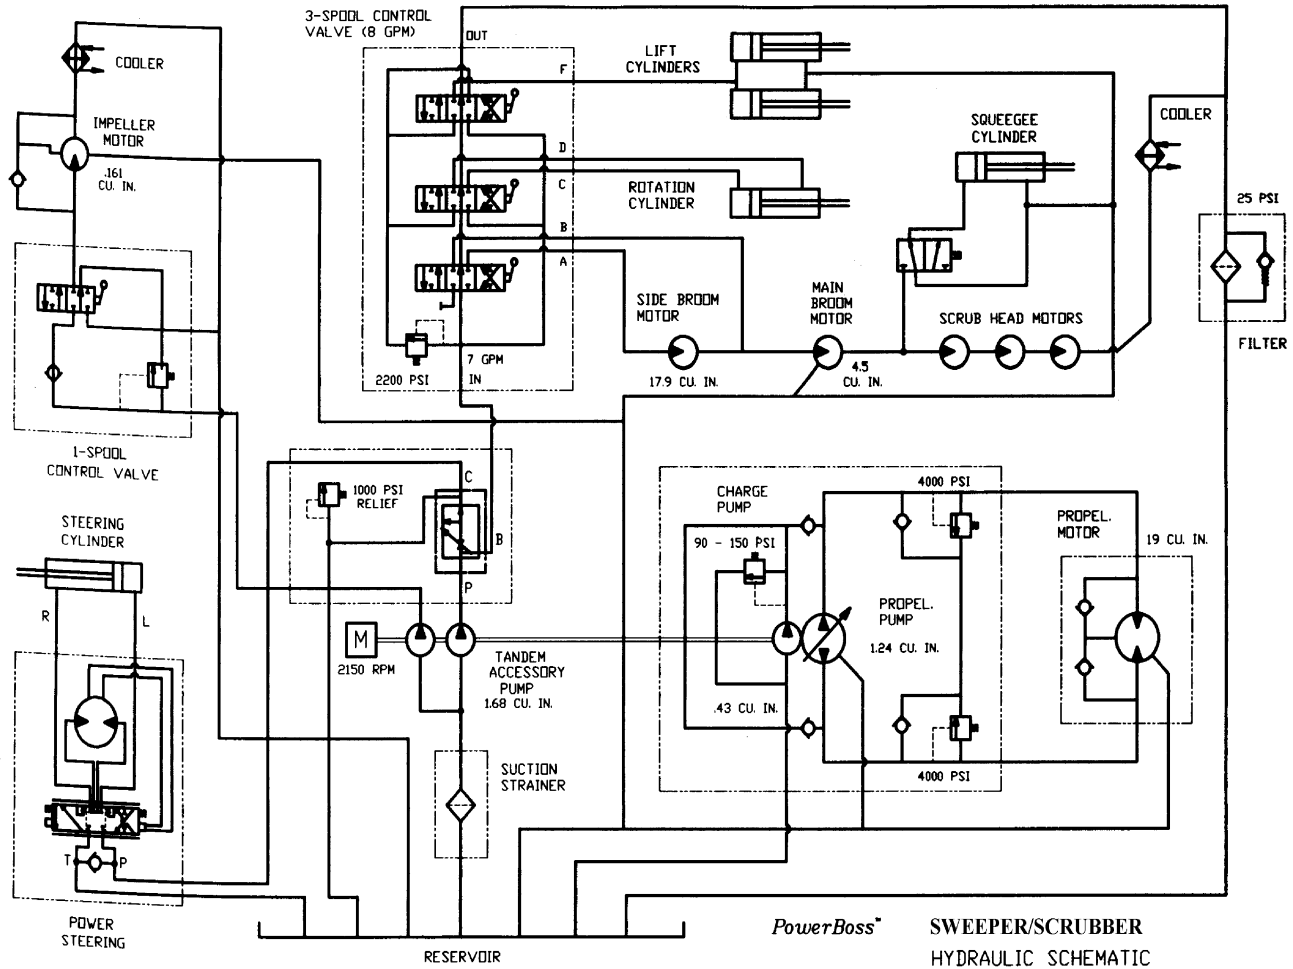 3-SPOOL CONTROL
VALVE (8 GPM)
OUT
COOLER
LIFT
CYLINDERS
F
IMPELLER
MOTOR
.161
CU. IN.
SQUEEGEE
CYLINDER
COOLER
D
C
ROTATION
CYLINDER
B
A
25 PSI
SIDE BROOM
MOTOR
MAIN
BROOM
MOTOR
SCRUB HEAD MOTORS
FILTER
7 GPM
IN
2200 PSI
17.9 CU. IN.
4.5
CU. IN.
1-SPOOL
CONTROL VALVE
1000 PSI
RELIEF
C
B
P
CHARGE
PUMP
4000 PSI
90 - 150 PSI
PROPEL.
MOTOR
19 CU. IN.
STEERING
CYLINDER
R
L
M
2150 RPM
TANDEM
ACCESSORY
PUMP
1.68 CU. IN.
PROPEL.
PUMP
1.24 CU. IN.
.43 CU. IN.
4000 PSI
SUCTION
STRAINER
T
P
POWER
STEERING
RESERVOIR
PowerBoss™
SWEEPER/SCRUBBER
HYDRAULIC SCHEMATIC